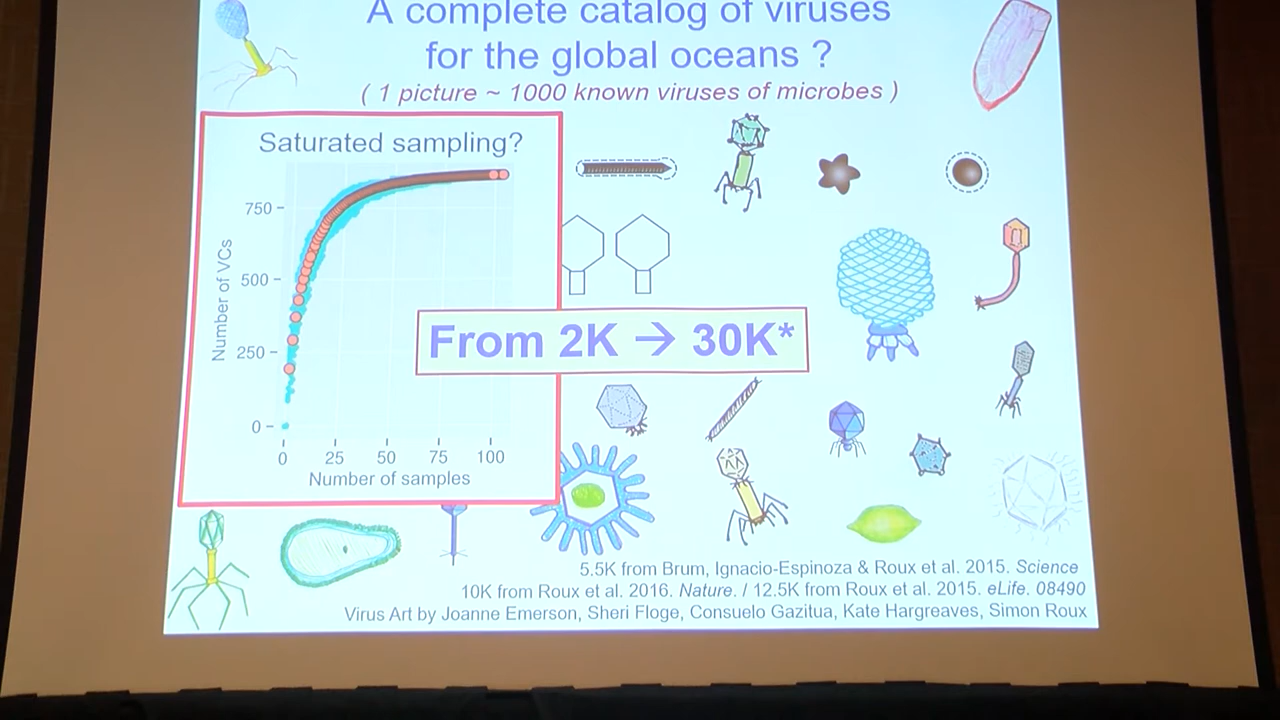 A complete catalog of viruses
for the global oceans ?
( 1 picture ~ 1000 known viruses of microbes )
Saturated sampling?
750
500
250
0
Number of VCs
0 25 50 75 100
Number of samples
From 2K → 30K*
5.5K from Brum, Ignacio-Espinoza & Roux et al. 2015. Science
10K from Roux et al. 2016. Nature. / 12.5K from Roux et al. 2015. eLife. 08490
Virus Art by Joanne Emerson, Sheri Floge, Consuelo Gazitua, Kate Hargreaves, Simon Roux